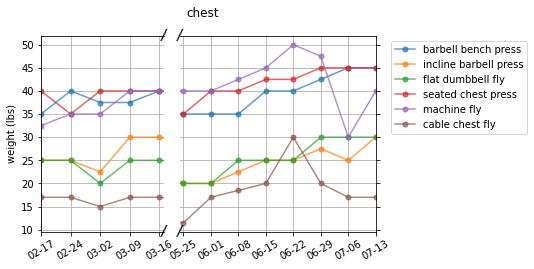 chest
weight (lbs)
50
45
40
35
30
25
20
15
10
02-17 02-24 03-02 03-09 03-16 05-25 06-01 06-08 06-15 06-22 06-29 07-06 07-13
barbell bench press
incline barbell press
flat dumbbell fly
seated chest press
machine fly
cable chest fly